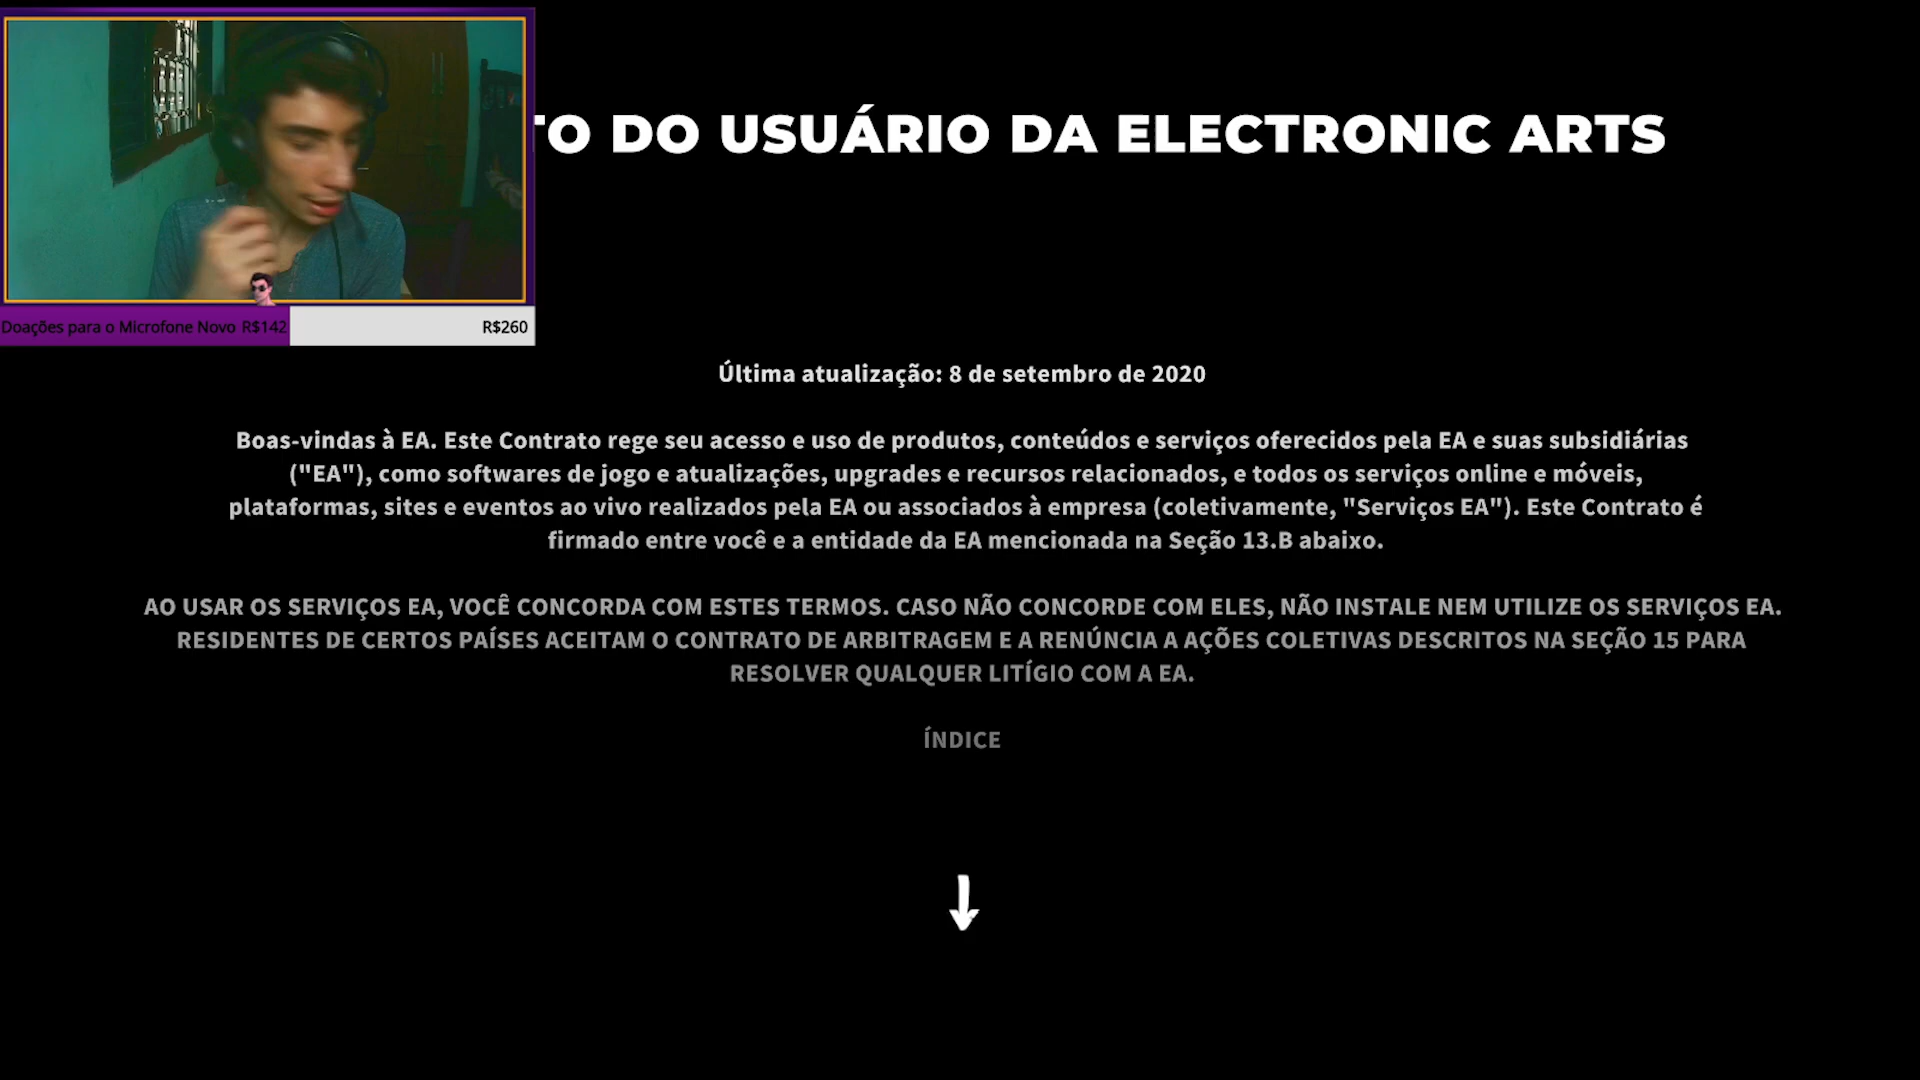 TO DO USUÁRIO DA ELECTRONIC ARTS
Doações para o Microfone Novo R$142
R$260
Última atualização: 8 de setembro de 2020
Boas-vindas à EA. Este Contrato rege seu acesso e uso de produtos, conteúdos e serviços oferecidos pela EA e suas subsidiárias
("EA"), como softwares de jogo e atualizações, upgrades e recursos relacionados, e todos os serviços online e móveis,
plataformas, sites e eventos ao vivo realizados pela EA ou associados à empresa (coletivamente, "Serviços EA"). Este Contrato é
firmado entre você e a entidade da EA mencionada na Seção 13.B abaixo.
AO USAR OS SERVIÇOS EA, VOCÊ CONCORDA COM ESTES TERMOS. CASO NÃO CONCORDE COM ELES, NÃO INSTALE NEM UTILIZE OS SERVIÇOS EA.
RESIDENTES DE CERTOS PAÍSES ACEITAM O CONTRATO DE ARBITRAGEM E A RENÚNCIA A AÇÕES COLETIVAS DESCRITOS NA SEÇÃO 15 PARA
RESOLVER QUALQUER LITÍGIO COM A EA.
ÍNDICE